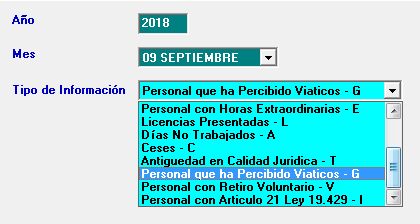 Año 2018
Mes 09 SEPTIEMBRE
Tipo de Información Personal que ha Percibido Viaticos - G
Personal con Horas Extraordinarias - E
Licencias Presentadas - L
Días No Trabajados - A
Ceses - C
Antiguedad en Calidad Jurídica - T
Personal que ha Percibido Viaticos - G
Personal con Retiro Voluntario - V
Personal con Artículo 21 Ley 19.429 - I